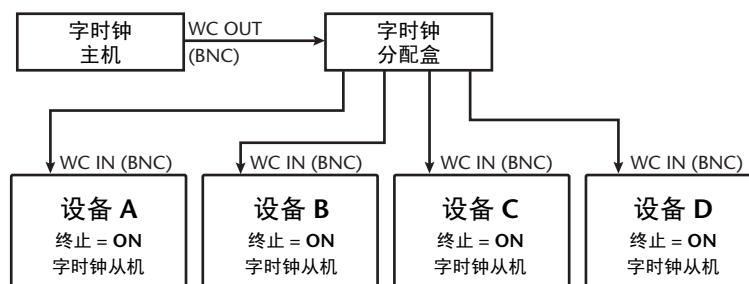 字时钟
主机
WC OUT
(BNC)
字时钟
分配盒
WC IN (BNC)
WC IN (BNC)
WC IN (BNC)
WC IN (BNC)
设备 A
终止 = ON
字时钟从机
设备 B
终止 = ON
字时钟从机
设备 C
终止 = ON
字时钟从机
设备 D
终止 = ON
字时钟从机